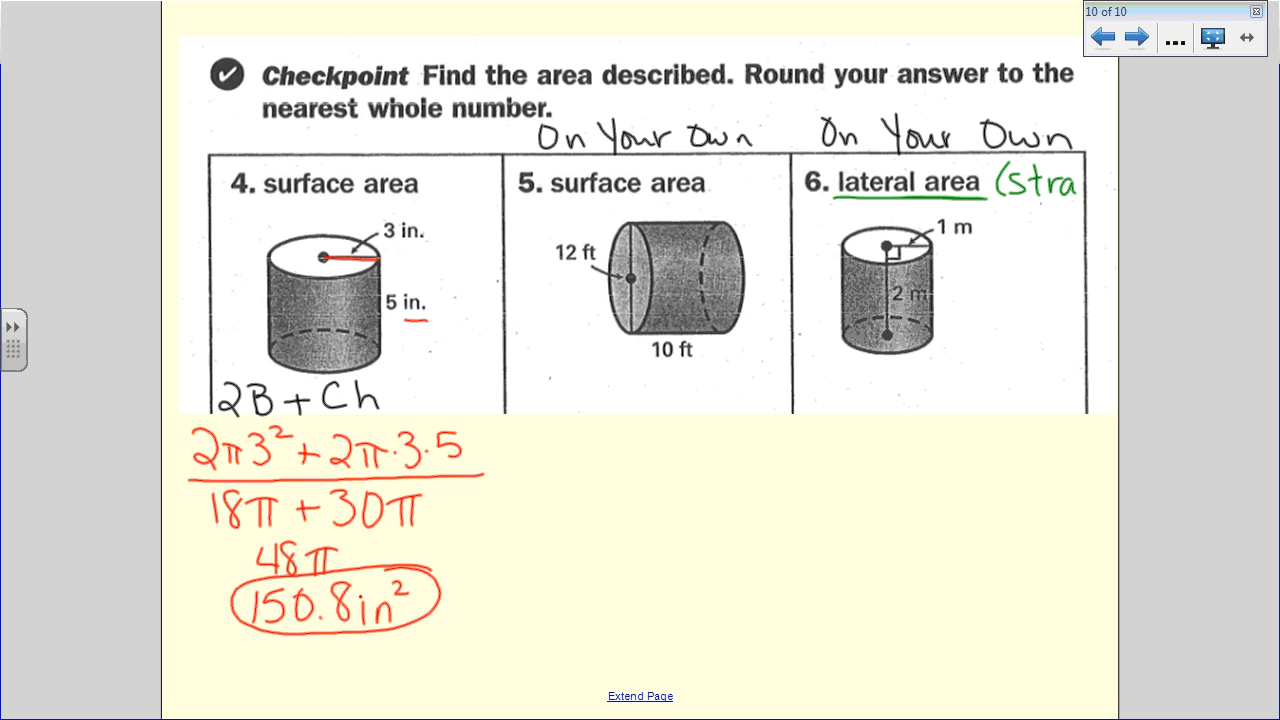 10 of 10
Checkpoint Find the area described. Round your answer to the
nearest whole number.
On Your Own
On Your Own
4. surface area
3 in.
5 in.
2B + Ch
2π3² + 2π·3·5
18π + 30π
48π
150.8in²
5. surface area
12 ft
10 ft
6. lateral area (stra
1 m
2 m
Extend Page